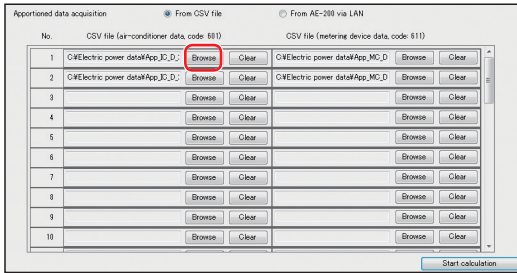 Apportioned data acquisition From CSV file From AE-200 via LAN
No. CSV file (air-conditioner data, code: 601) CSV file (metering device data, code: 611)
1 C:¥Electric power data¥App_IC_D_ Browse Clear C:¥Electric power data¥App_MC_D Browse Clear
2 C:¥Electric power data¥App_IC_D_ Browse Clear C:¥Electric power data¥App_MC_D Browse Clear
3 Browse Clear Browse Clear
4 Browse Clear Browse Clear
5 Browse Clear Browse Clear
6 Browse Clear Browse Clear
7 Browse Clear Browse Clear
8 Browse Clear Browse Clear
9 Browse Clear Browse Clear
10 Browse Clear Browse Clear
Start calculation